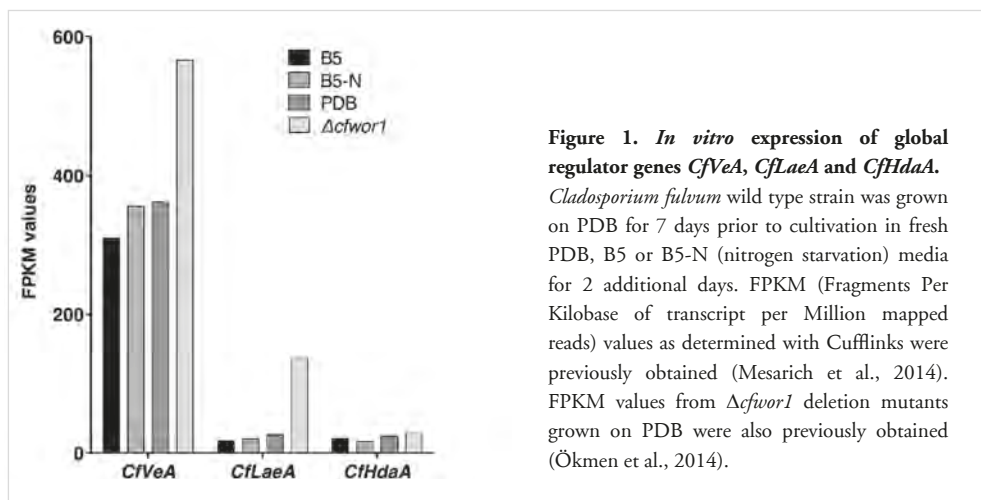 600
400
200
0
FPKM values
B5
B5-N
PDB
Δcfwor1
CfVeA
CfLaeA
CfHdaA
Figure 1. In vitro expression of global
regulator genes CfVeA, CfLaeA and CfHdaA.
Cladosporium fulvum wild type strain was grown
on PDB for 7 days prior to cultivation in fresh
PDB, B5 or B5-N (nitrogen starvation) media
for 2 additional days. FPKM (Fragments Per
Kilobase of transcript per Million mapped
reads) values as determined with Cufflinks were
previously obtained (Mesarich et al., 2014).
FPKM values from Δcfwor1 deletion mutants
grown on PDB were also previously obtained
(Ökmen et al., 2014).